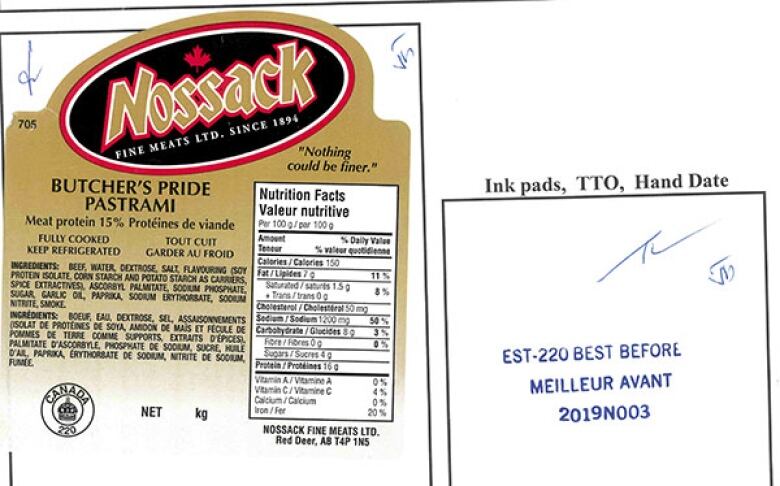 Nossack
FINE MEATS LTD. SINCE 1894
705
"Nothing
could be finer."
BUTCHER'S PRIDE
PASTRAMI
Meat protein 15% Protéines de viande
FULLY COOKED TOUT CUIT
KEEP REFRIGERATED GARDER AU FROID
INGREDIENTS: BEEF, WATER, DEXTROSE, SALT, FLAVOURING (SOY
PROTEIN ISOLATE, CORN STARCH AND POTATO STARCH AS CARRIERS,
SPICE EXTRACTIVES), ASCORBYL PALMITATE, SODIUM PHOSPHATE,
SUGAR, GARLIC OIL, PAPRIKA, SODIUM ERYTHORBATE, SODIUM
NITRITE, SMOKE.
INGRÉDIENTS: BOEUF, EAU, DEXTROSE, SEL, ASSAISONNEMENTS
(ISOLAT DE PROTÉINES DE SOYA, AMIDON DE MAÏS ET FÉCULE DE
POMMES DE TERRE COMME SUPPORTS, EXTRAITS D'ÉPICES),
PALMITATE D'ASCORBYLE, PHOSPHATE DE SODIUM, SUCRE, HUILE
D'AIL, PAPRIKA, ÉRYTHORBATE DE SODIUM, NITRITE DE SODIUM,
FUMÉE.
CANADA
220
NET kg
Nutrition Facts
Valeur nutritive
Per 100 g / par 100 g
Amount % Daily Value
Teneur % valeur quotidienne
Calories / Calories 150
Fat / Lipides 7 g 11 %
Saturated / saturés 1.5 g
+ Trans / trans 0 g 8 %
Cholesterol / Cholestérol 50 mg
Sodium / Sodium 1200 mg 50 %
Carbohydrate / Glucides 8 g 3 %
Fibre / Fibres 0 g 0 %
Sugars / Sucres 4 g
Protein / Protéines 16 g
Vitamin A / Vitamine A 0 %
Vitamin C / Vitamine C 4 %
Calcium / Calcium 0 %
Iron / Fer 20 %
NOSSACK FINE MEATS LTD.
Red Deer, AB T4P 1N5
Ink pads, TTO, Hand Date
EST-220 BEST BEFORE
MEILLEUR AVANT
2019N003